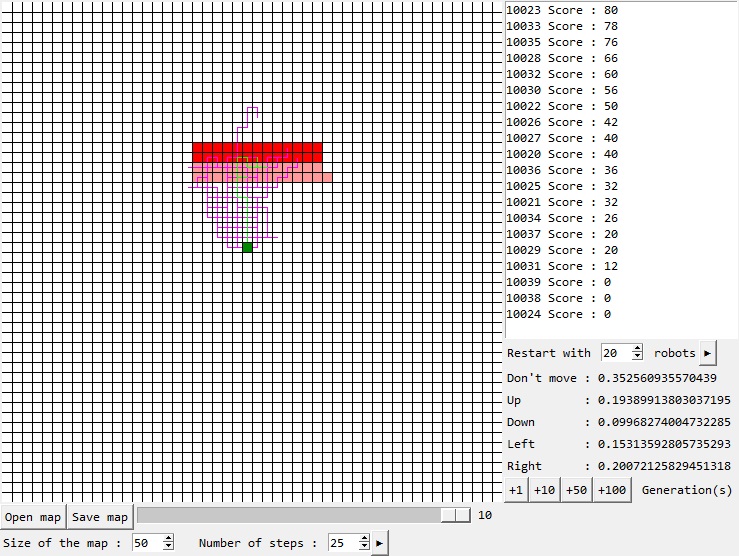 10023 Score : 80
10033 Score : 78
10035 Score : 76
10028 Score : 66
10032 Score : 60
10030 Score : 56
10022 Score : 50
10026 Score : 42
10027 Score : 40
10020 Score : 40
10036 Score : 36
10025 Score : 32
10021 Score : 32
10034 Score : 26
10037 Score : 20
10029 Score : 20
10031 Score : 12
10039 Score : 0
10038 Score : 0
10024 Score : 0
Restart with 20 robots
Don't move : 0.352560935570439
Up : 0.19389913803037195
Down : 0.09968274004732285
Left : 0.15313592805735293
Right : 0.20072125829451318
+1 +10 +50 +100 Generation(s)
Open map Save map 10
Size of the map : 50 Number of steps : 25